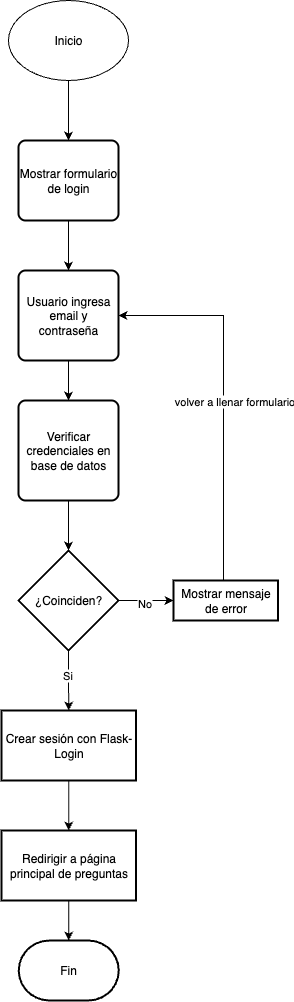 Inicio
Mostrar formulario
de login
Usuario ingresa
email y
contraseña
volver a llenar formulario
Verificar
credenciales en
base de datos
¿Coinciden?
No
Mostrar mensaje
de error
Si
Crear sesión con Flask-
Login
Redirigir a página
principal de preguntas
Fin